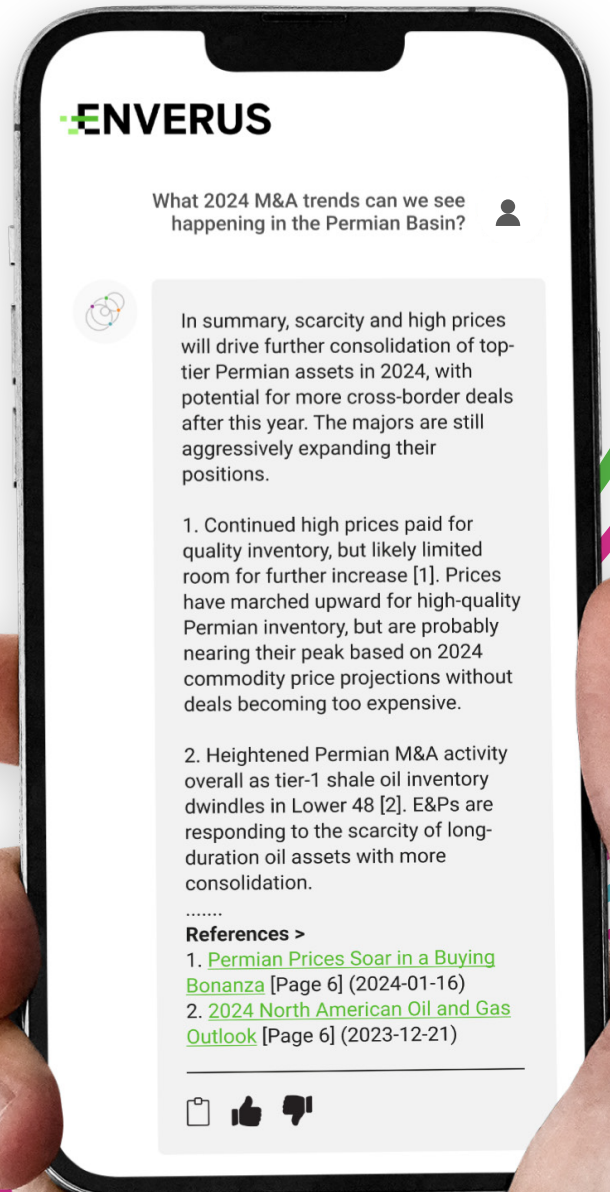 ENVERUS
What 2024 M&A trends can we see
happening in the Permian Basin?
In summary, scarcity and high prices
will drive further consolidation of top-
tier Permian assets in 2024, with
potential for more cross-border deals
after this year. The majors are still
aggressively expanding their
positions.
1. Continued high prices paid for
quality inventory, but likely limited
room for further increase [1]. Prices
have marched upward for high-quality
Permian inventory, but are probably
nearing their peak based on 2024
commodity price projections without
deals becoming too expensive.
2. Heightened Permian M&A activity
overall as tier-1 shale oil inventory
dwindles in Lower 48 [2]. E&Ps are
responding to the scarcity of long-
duration oil assets with more
consolidation.
.......
References >
1. Permian Prices Soar in a Buying
Bonanza [Page 6] (2024-01-16)
2. 2024 North American Oil and Gas
Outlook [Page 6] (2023-12-21)